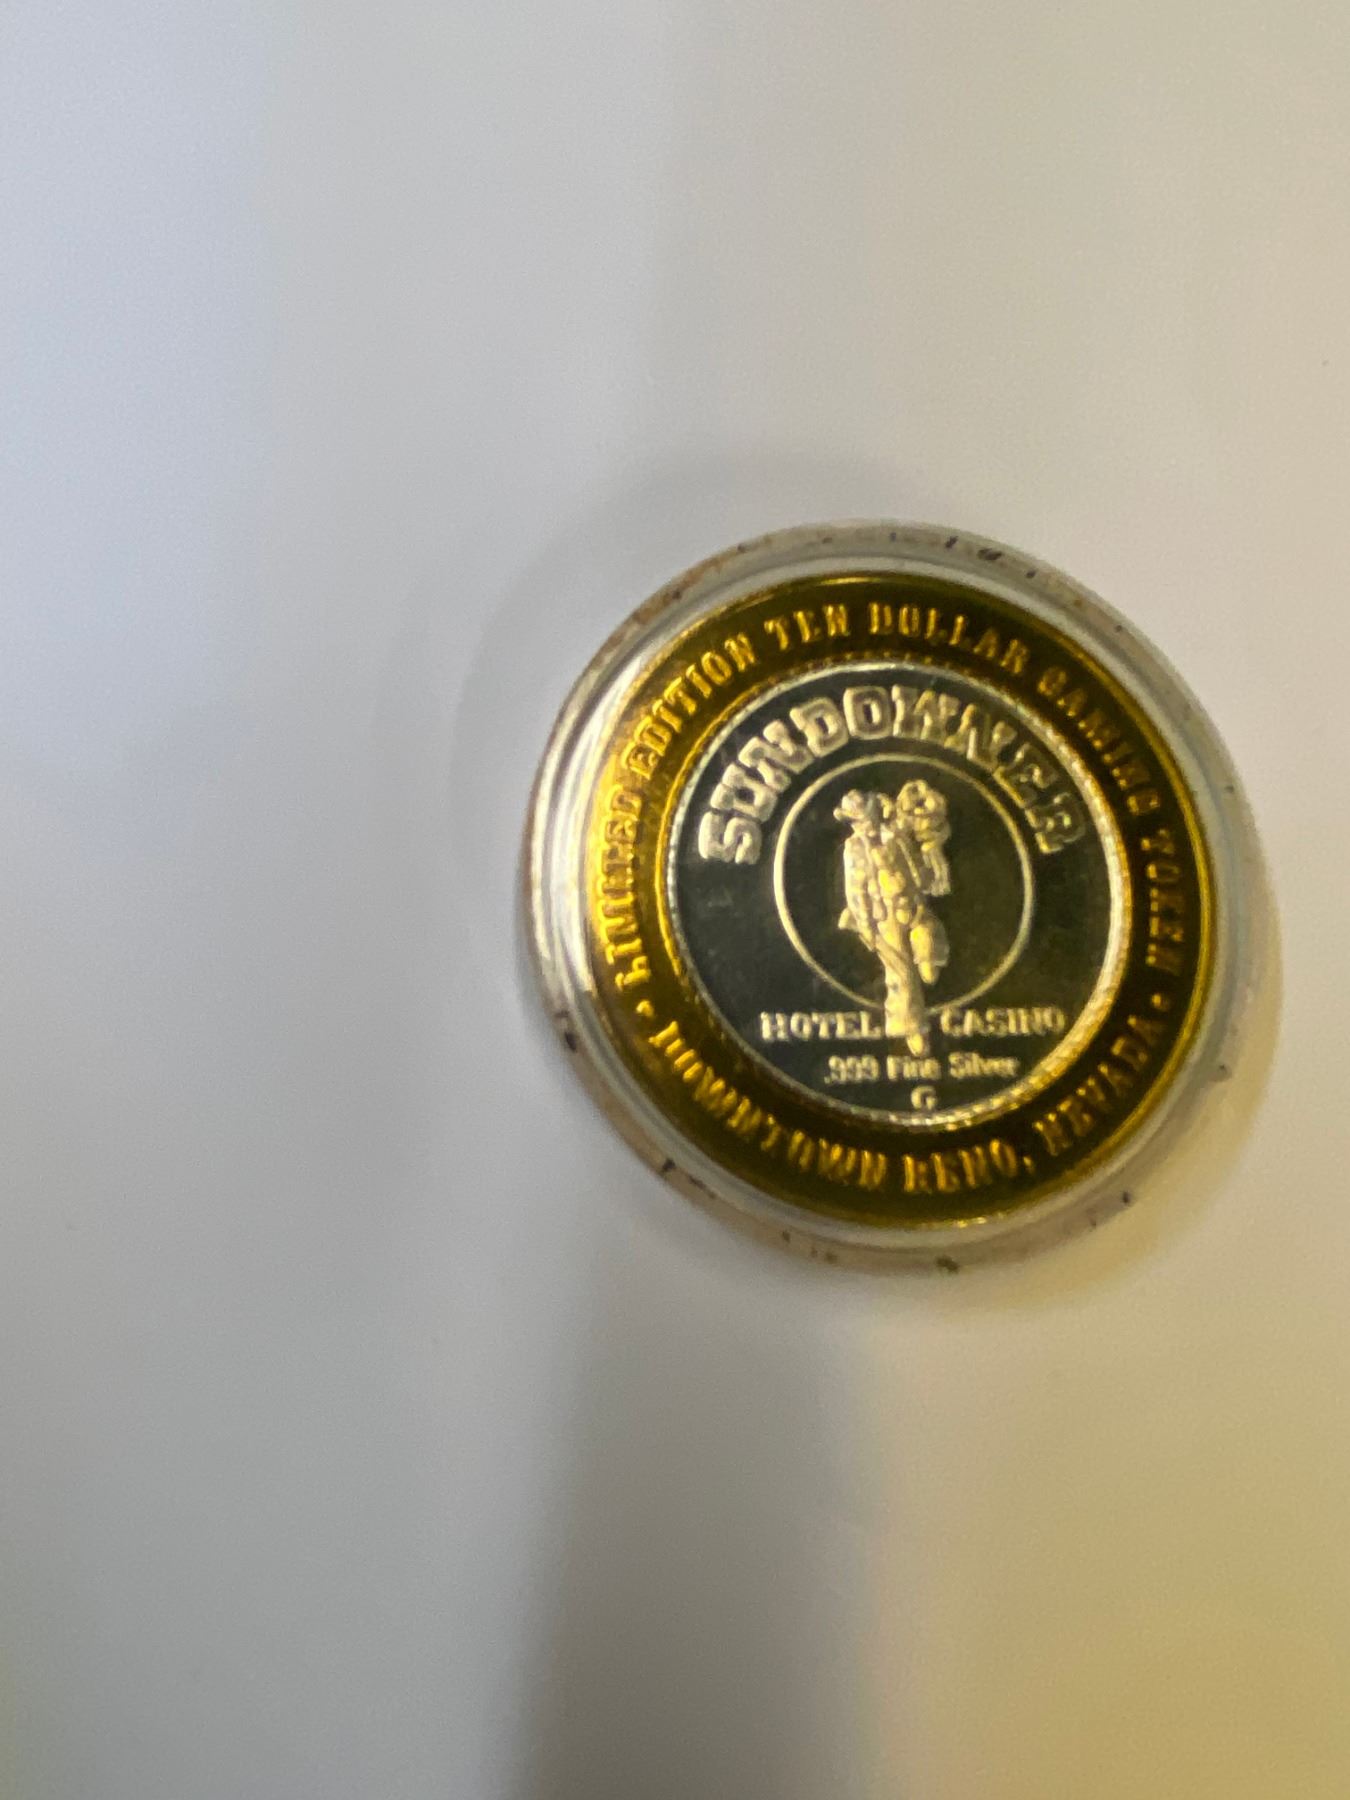 • LIMITED EDITION TEN DOLLAR GAMING TOKEN •
SUNDOWNER
HOTEL CASINO
.999 Fine Silver
G
DOWNTOWN RENO, NEVADA